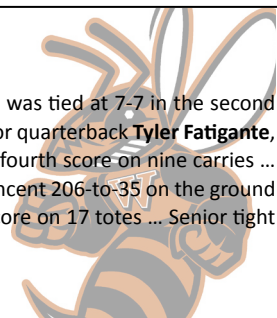 was tied at 7-7 in the second
or quarterback Tyler Fatigante,
fourth score on nine carries ...
ncent 206-to-35 on the ground
ore on 17 totes ... Senior tight
W